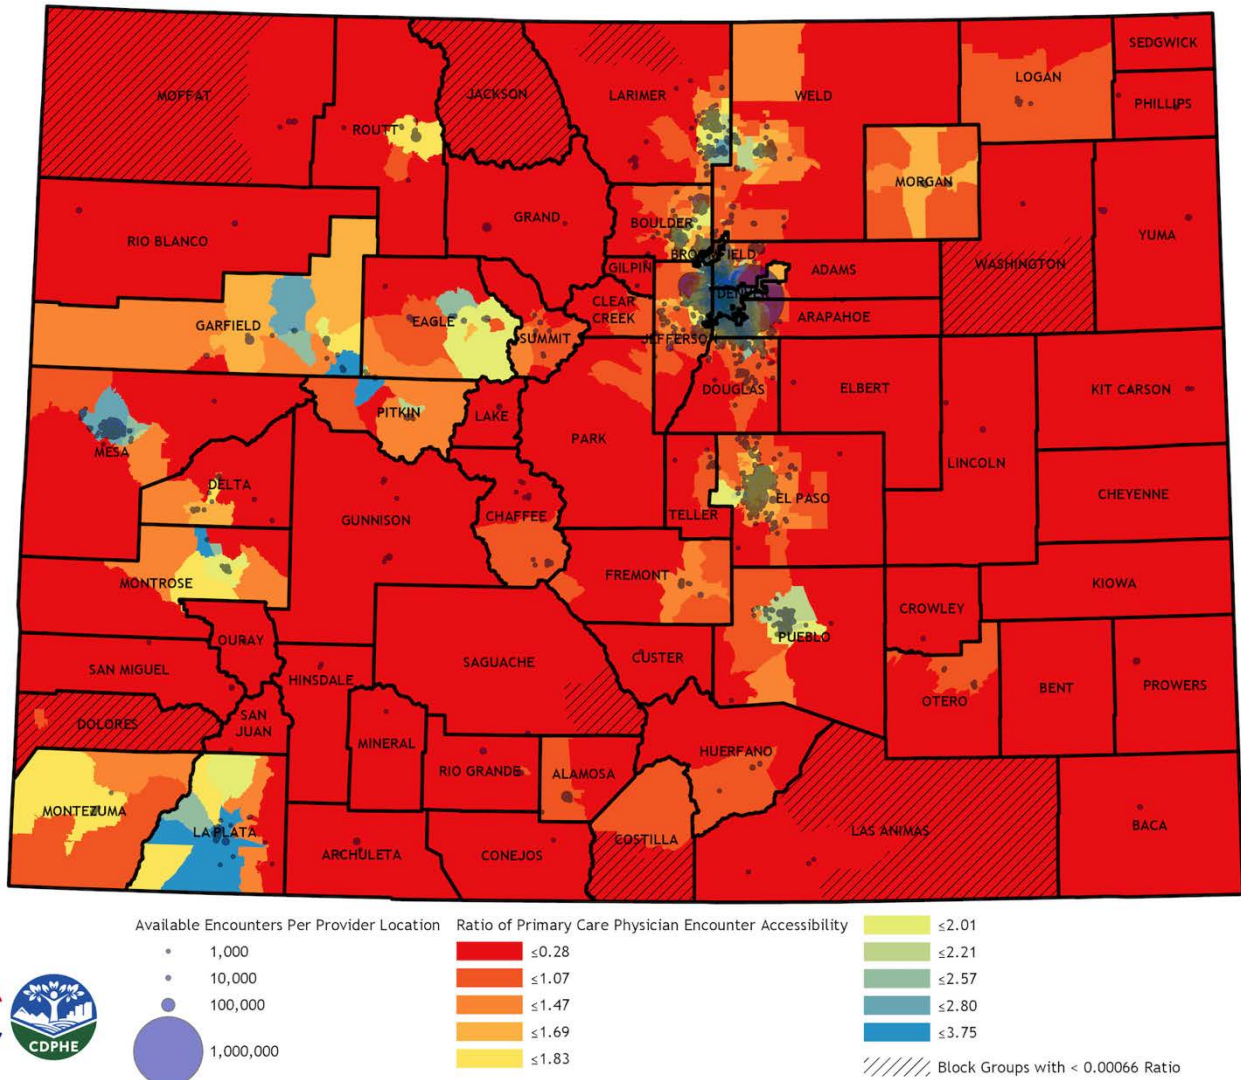 SEDGWICK
LOGAN
MOFFAT
JACKSON
LARIMER
WELD
PHILLIPS
ROUTT
MORGAN
GRAND
BOULDER
YUMA
RIO BLANCO
BROOMFIELD
WASHINGTON
GILPIN
ADAMS
DENVER
CLEAR
CREEK
ARAPAHOE
GARFIELD
EAGLE
SUMMIT
JEFFERSON
DOUGLAS
ELBERT
KIT CARSON
PITKIN
LAKE
PARK
MESA
LINCOLN
DELTA
CHEYENNE
EL PASO
GUNNISON
CHAFFEE
TELLER
MONTROSE
FREMONT
KIOWA
CROWLEY
OURAY
PUEBLO
SAN MIGUEL
HINSDALE
SAGUACHE
CUSTER
BENT
PROWERS
OTERO
DOLORES
SAN
JUAN
MINERAL
HUERFANO
RIO GRANDE
ALAMOSA
MONTEZUMA
LA PLATA
COSTILLA
LAS ANIMAS
BACA
ARCHULETA
CONEJOS
Available Encounters Per Provider Location
1,000
10,000
100,000
1,000,000
Ratio of Primary Care Physician Encounter Accessibility
≤0.28
≤1.07
≤1.47
≤1.69
≤1.83
≤2.01
≤2.21
≤2.57
≤2.80
≤3.75
Block Groups with < 0.00066 Ratio
CDPHE